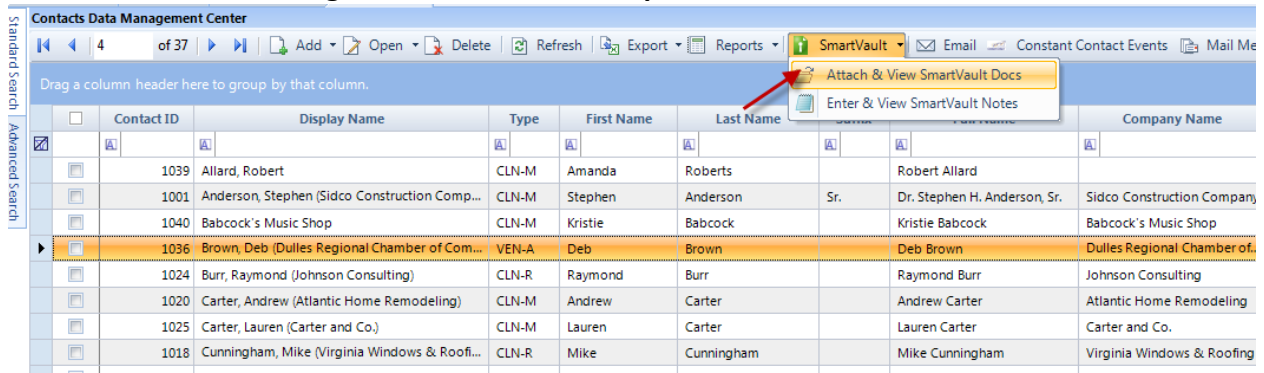 Contacts Data Management Center
4 of 37 Add Open Delete Refresh Export Reports SmartVault Email Constant Contact Events Mail Me
Attach & View SmartVault Docs
Enter & View SmartVault Notes
Drag a column header here to group by that column.
Standard Search
Advanced Search
Contact ID Display Name Type First Name Last Name Suffix Full Name Company Name
1039 Allard, Robert CLN-M Amanda Roberts Robert Allard
1001 Anderson, Stephen (Sidco Construction Comp... CLN-M Stephen Anderson Sr. Dr. Stephen H. Anderson, Sr. Sidco Construction Company
1040 Babcock's Music Shop CLN-M Kristie Babcock Kristie Babcock Babcock's Music Shop
1036 Brown, Deb (Dulles Regional Chamber of Com... VEN-A Deb Brown Deb Brown Dulles Regional Chamber of...
1024 Burr, Raymond (Johnson Consulting) CLN-R Raymond Burr Raymond Burr Johnson Consulting
1020 Carter, Andrew (Atlantic Home Remodeling) CLN-M Andrew Carter Andrew Carter Atlantic Home Remodeling
1025 Carter, Lauren (Carter and Co.) CLN-M Lauren Carter Lauren Carter Carter and Co.
1018 Cunningham, Mike (Virginia Windows & Roofi... CLN-R Mike Cunningham Mike Cunningham Virginia Windows & Roofing